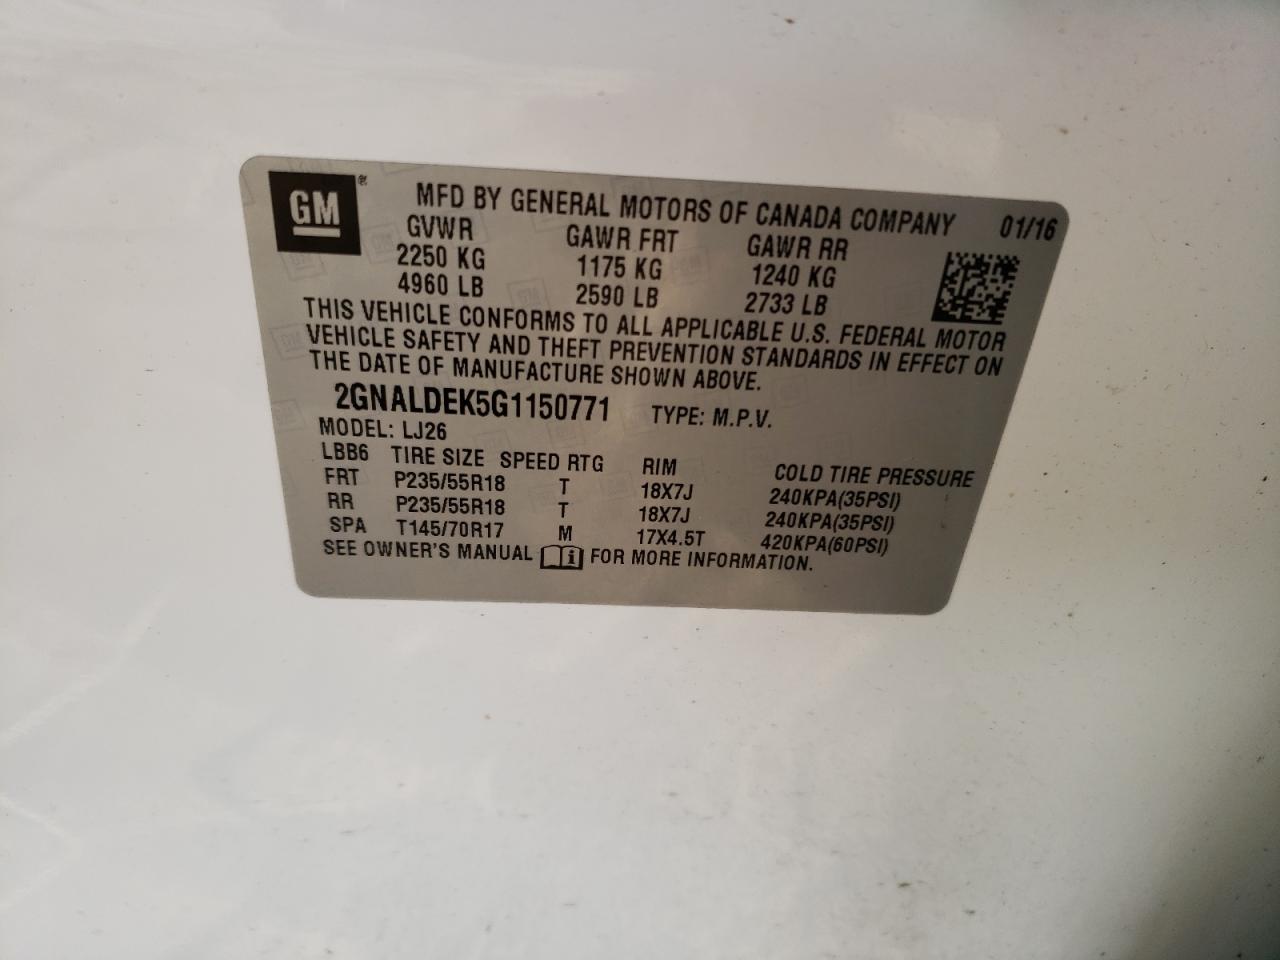 GM ® MFD BY GENERAL MOTORS OF CANADA COMPANY 01/16
GVWR GAWR FRT GAWR RR
2250 KG 1175 KG 1240 KG
4960 LB 2590 LB 2733 LB
THIS VEHICLE CONFORMS TO ALL APPLICABLE U.S. FEDERAL MOTOR
VEHICLE SAFETY AND THEFT PREVENTION STANDARDS IN EFFECT ON
THE DATE OF MANUFACTURE SHOWN ABOVE.
2GNALDEK5G1150771 TYPE: M.P.V.
MODEL: LJ26
LBB6 TIRE SIZE SPEED RTG RIM COLD TIRE PRESSURE
FRT P235/55R18 T 18X7J 240KPA(35PSI)
RR P235/55R18 T 18X7J 240KPA(35PSI)
SPA T145/70R17 M 17X4.5T 420KPA(60PSI)
SEE OWNER'S MANUAL FOR MORE INFORMATION.